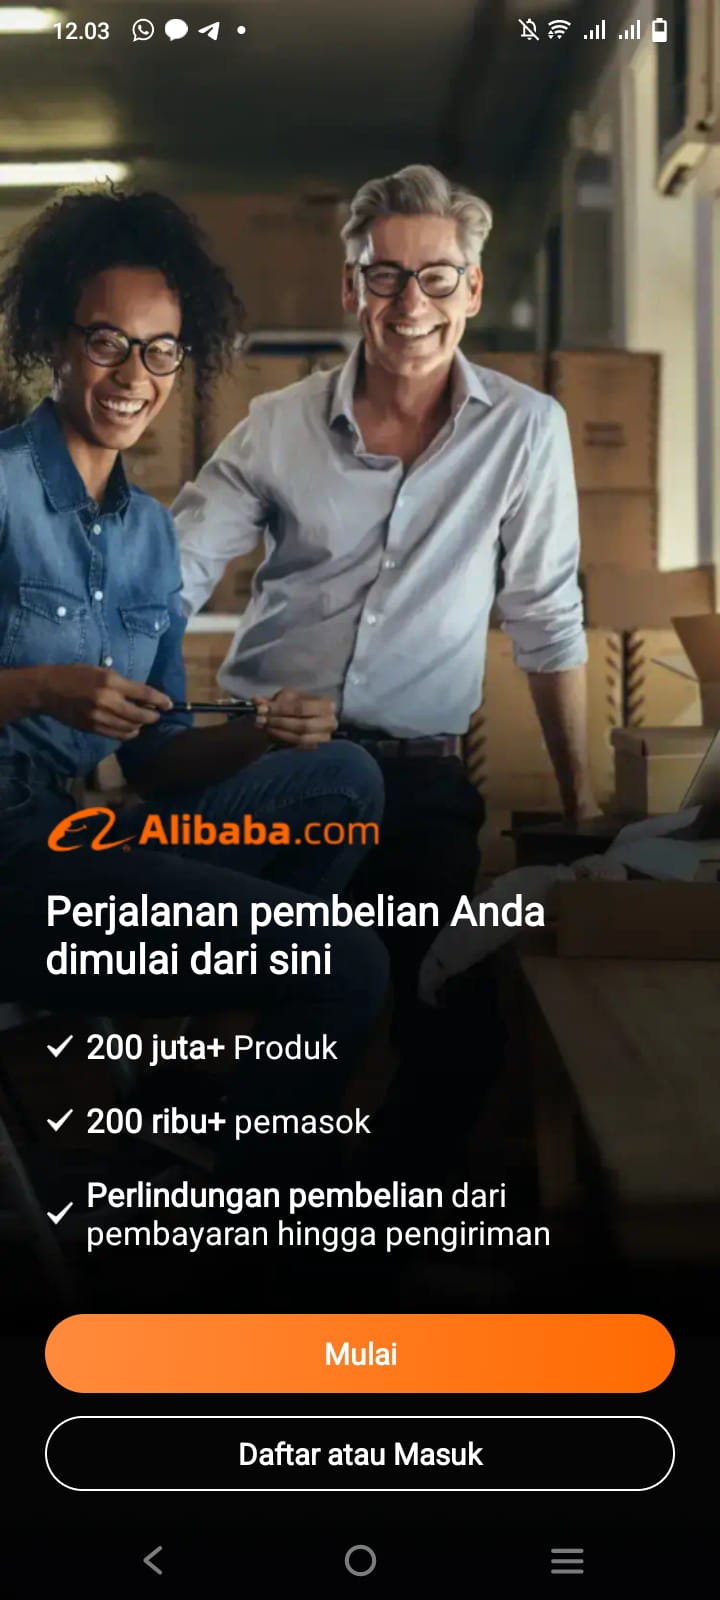 12.03
Alibaba.com
Perjalanan pembelian Anda
dimulai dari sini
200 juta+ Produk
200 ribu+ pemasok
Perlindungan pembelian dari
pembayaran hingga pengiriman
Mulai
Daftar atau Masuk